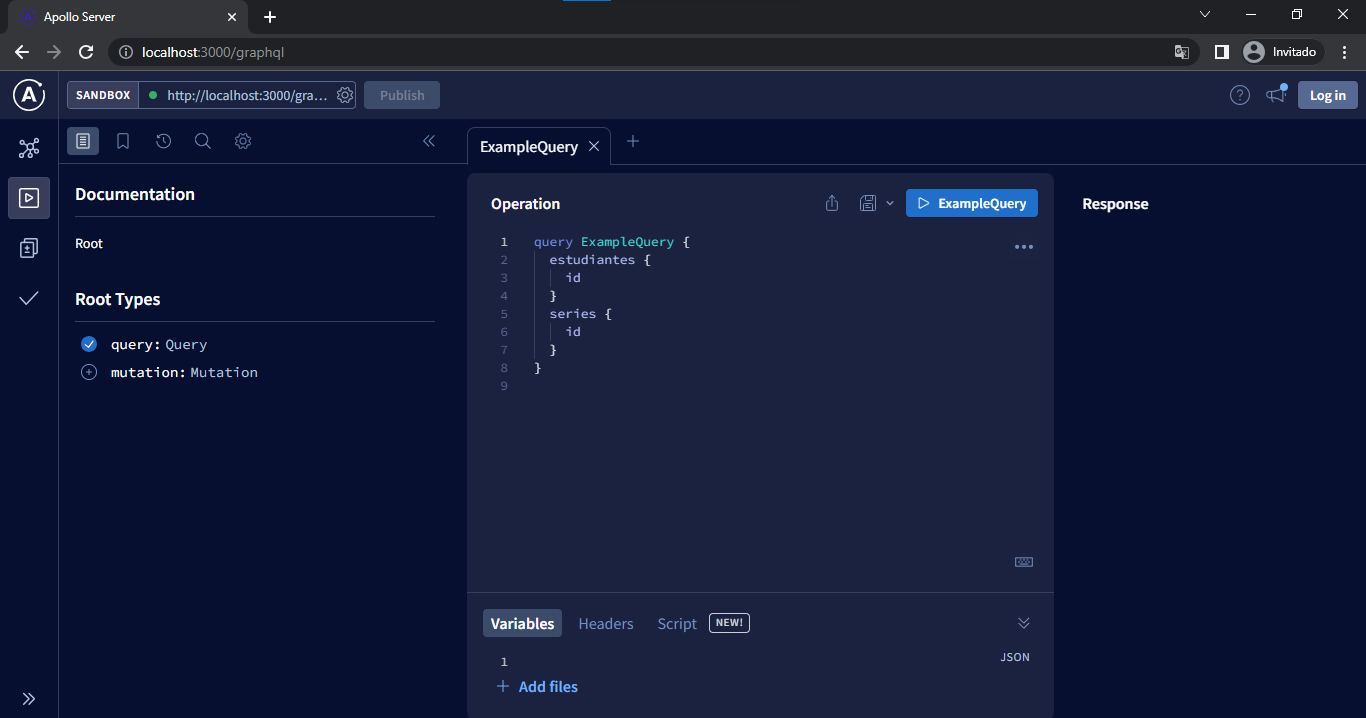 Apollo Server
localhost:3000/graphql
Invitado
SANDBOX
http://localhost:3000/gra...
Publish
Log in
ExampleQuery
Documentation
Root
Root Types
query: Query
mutation: Mutation
Operation
ExampleQuery
1 query ExampleQuery {
2 estudiantes {
3 id
4 }
5 series {
6 id
7 }
8 }
9
Variables
Headers
Script
NEW!
1
JSON
Add files
Response